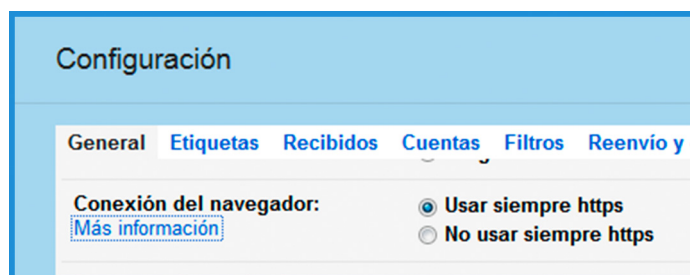 Configuración
General Etiquetas Recibidos Cuentas Filtros Reenvío y
Conexión del navegador:
Usar siempre https
Más información
No usar siempre https